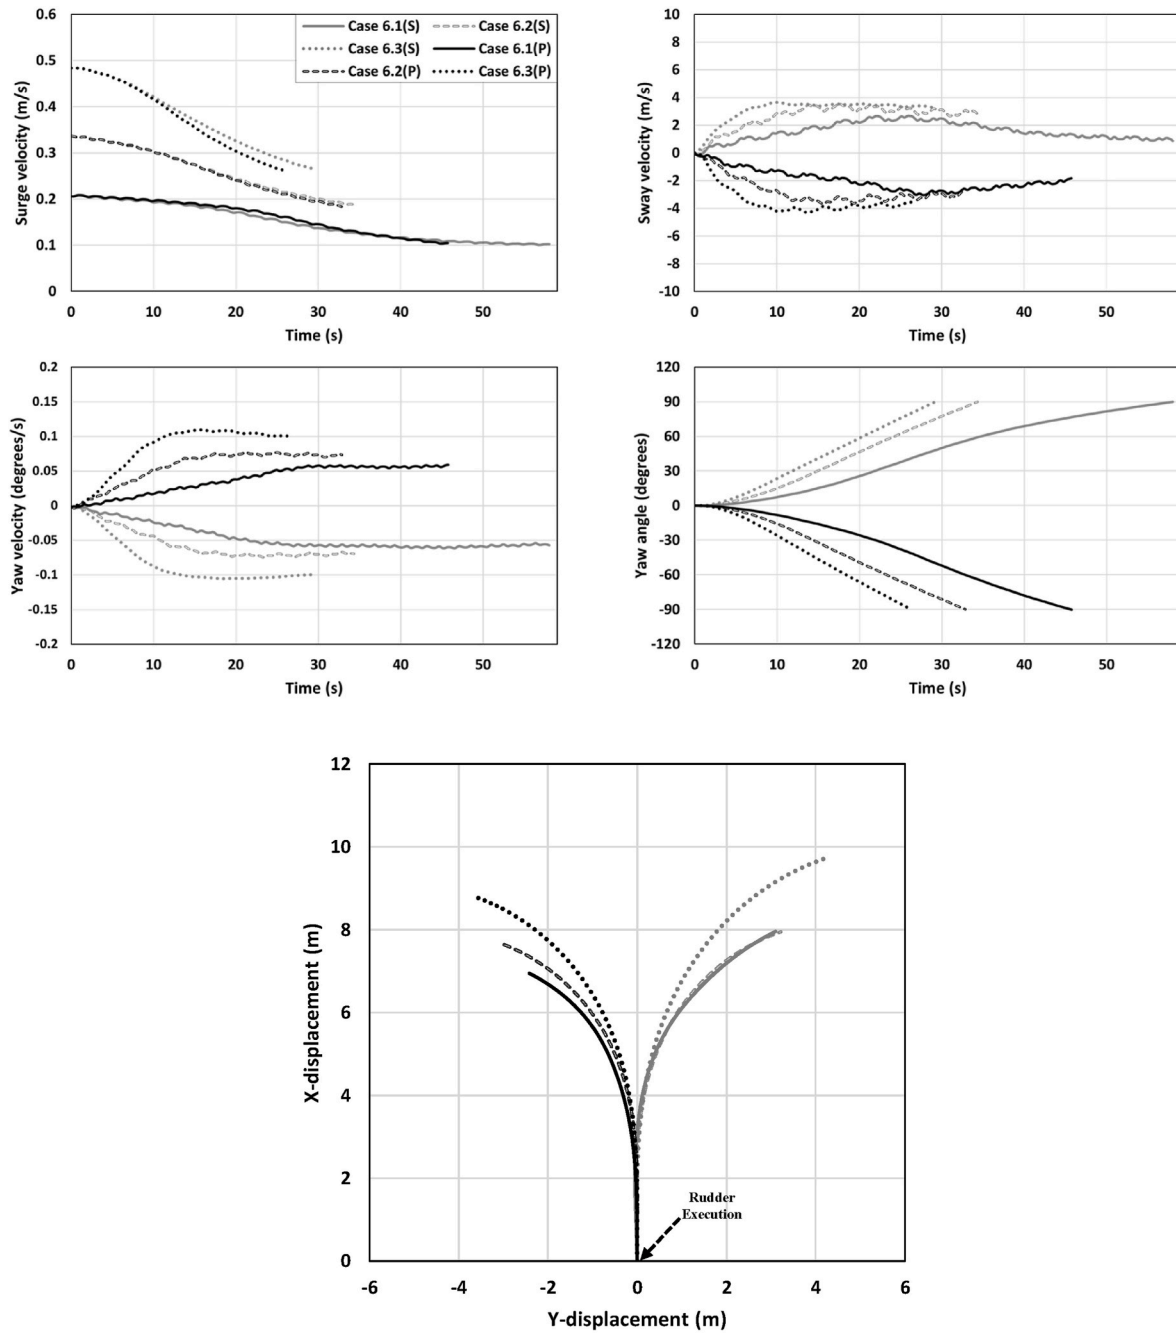 0.6
0.5
0.4
0.3
0.2
0.1
0
Surge velocity (m/s)
Case 6.1(S) Case 6.2(S)
Case 6.3(S) Case 6.1(P)
Case 6.2(P) Case 6.3(P)
0 10 20 30 40 50
Time (s)
10
8
6
4
2
0
-2
-4
-6
-8
-10
Sway velocity (m/s)
0 10 20 30 40 50
Time (s)
0.2
0.15
0.1
0.05
0
-0.05
-0.1
-0.15
-0.2
Yaw velocity (degrees/s)
0 10 20 30 40 50
Time (s)
120
90
60
30
0
-30
-60
-90
-120
Yaw angle (degrees)
0 10 20 30 40 50
Time (s)
12
10
8
6
4
2
0
X-displacement (m)
Rudder
Execution
-6 -4 -2 0 2 4 6
Y-displacement (m)